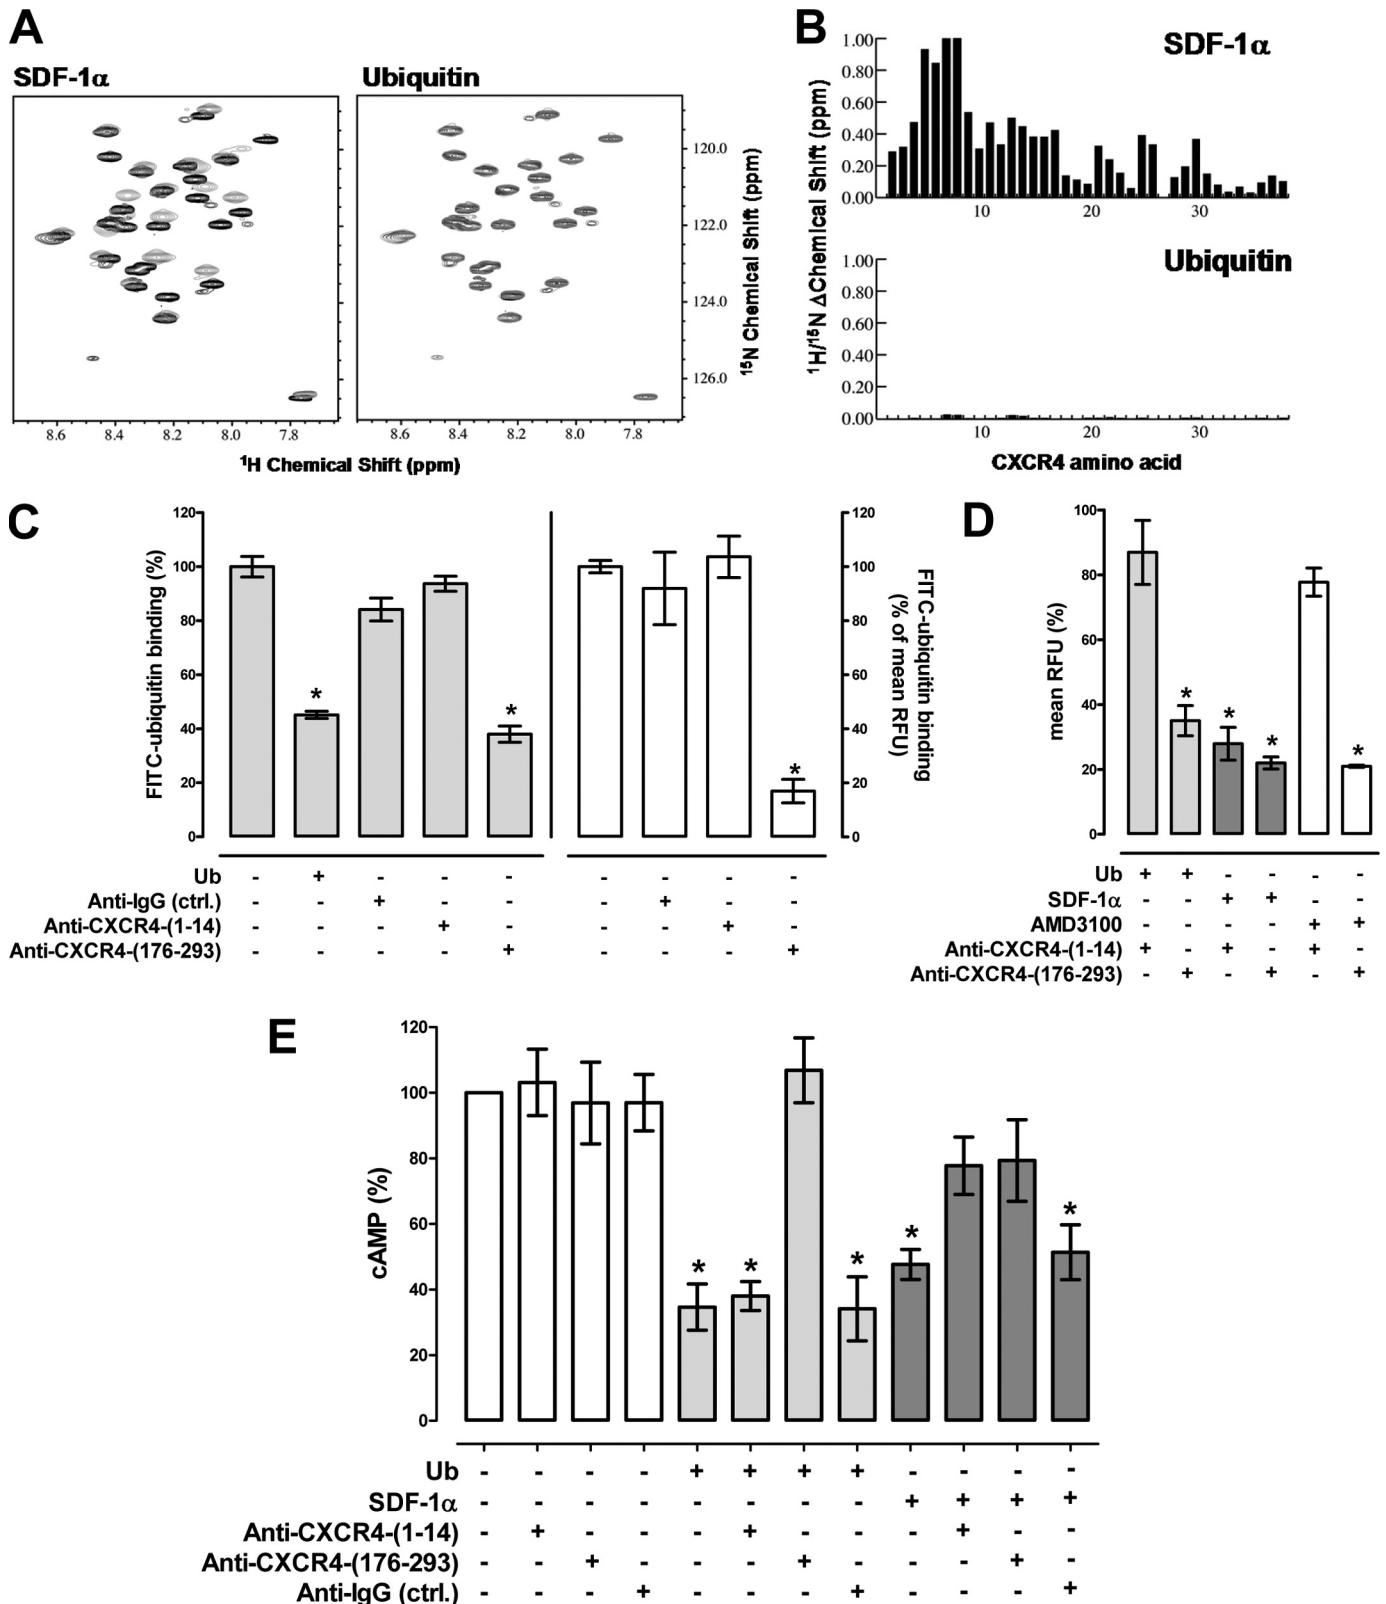 A
SDF-1α
Ubiquitin
120.0
122.0
124.0
126.0
¹⁵N Chemical Shift (ppm)
8.6 8.4 8.2 8.0 7.8
8.6 8.4 8.2 8.0 7.8
¹H Chemical Shift (ppm)
B
SDF-1α
1.00
0.80
0.60
0.40
0.20
0.00
10 20 30
Ubiquitin
1.00
0.80
0.60
0.40
0.20
0.00
10 20 30
¹H/¹⁵N ΔChemical Shift (ppm)
CXCR4 amino acid
C
FITC-ubiquitin binding (%)
120
100
80
60
40
20
0
* * *
120
100
80
60
40
20
0
FITC-ubiquitin binding
(% of mean RFU)
Ub - + - - - - - - -
Anti-IgG (ctrl.) - - + - - - + - -
Anti-CXCR4-(1-14) - - - + - - - + -
Anti-CXCR4-(176-293) - - - - + - - - +
D
mean RFU (%)
100
80
60
40
20
0
* * * *
Ub + + - - - -
SDF-1α - - + + - -
AMD3100 - - - - + +
Anti-CXCR4-(1-14) + - + - + -
Anti-CXCR4-(176-293) - + - + - +
E
cAMP (%)
120
100
80
60
40
20
0
* * * * *
Ub - - - - + + + + - - - -
SDF-1α - - - - - - - - + + + +
Anti-CXCR4-(1-14) - + - - - + - - - + - -
Anti-CXCR4-(176-293) - - + - - - + - - - + -
Anti-IgG (ctrl.) - - - + - - - + - - - +